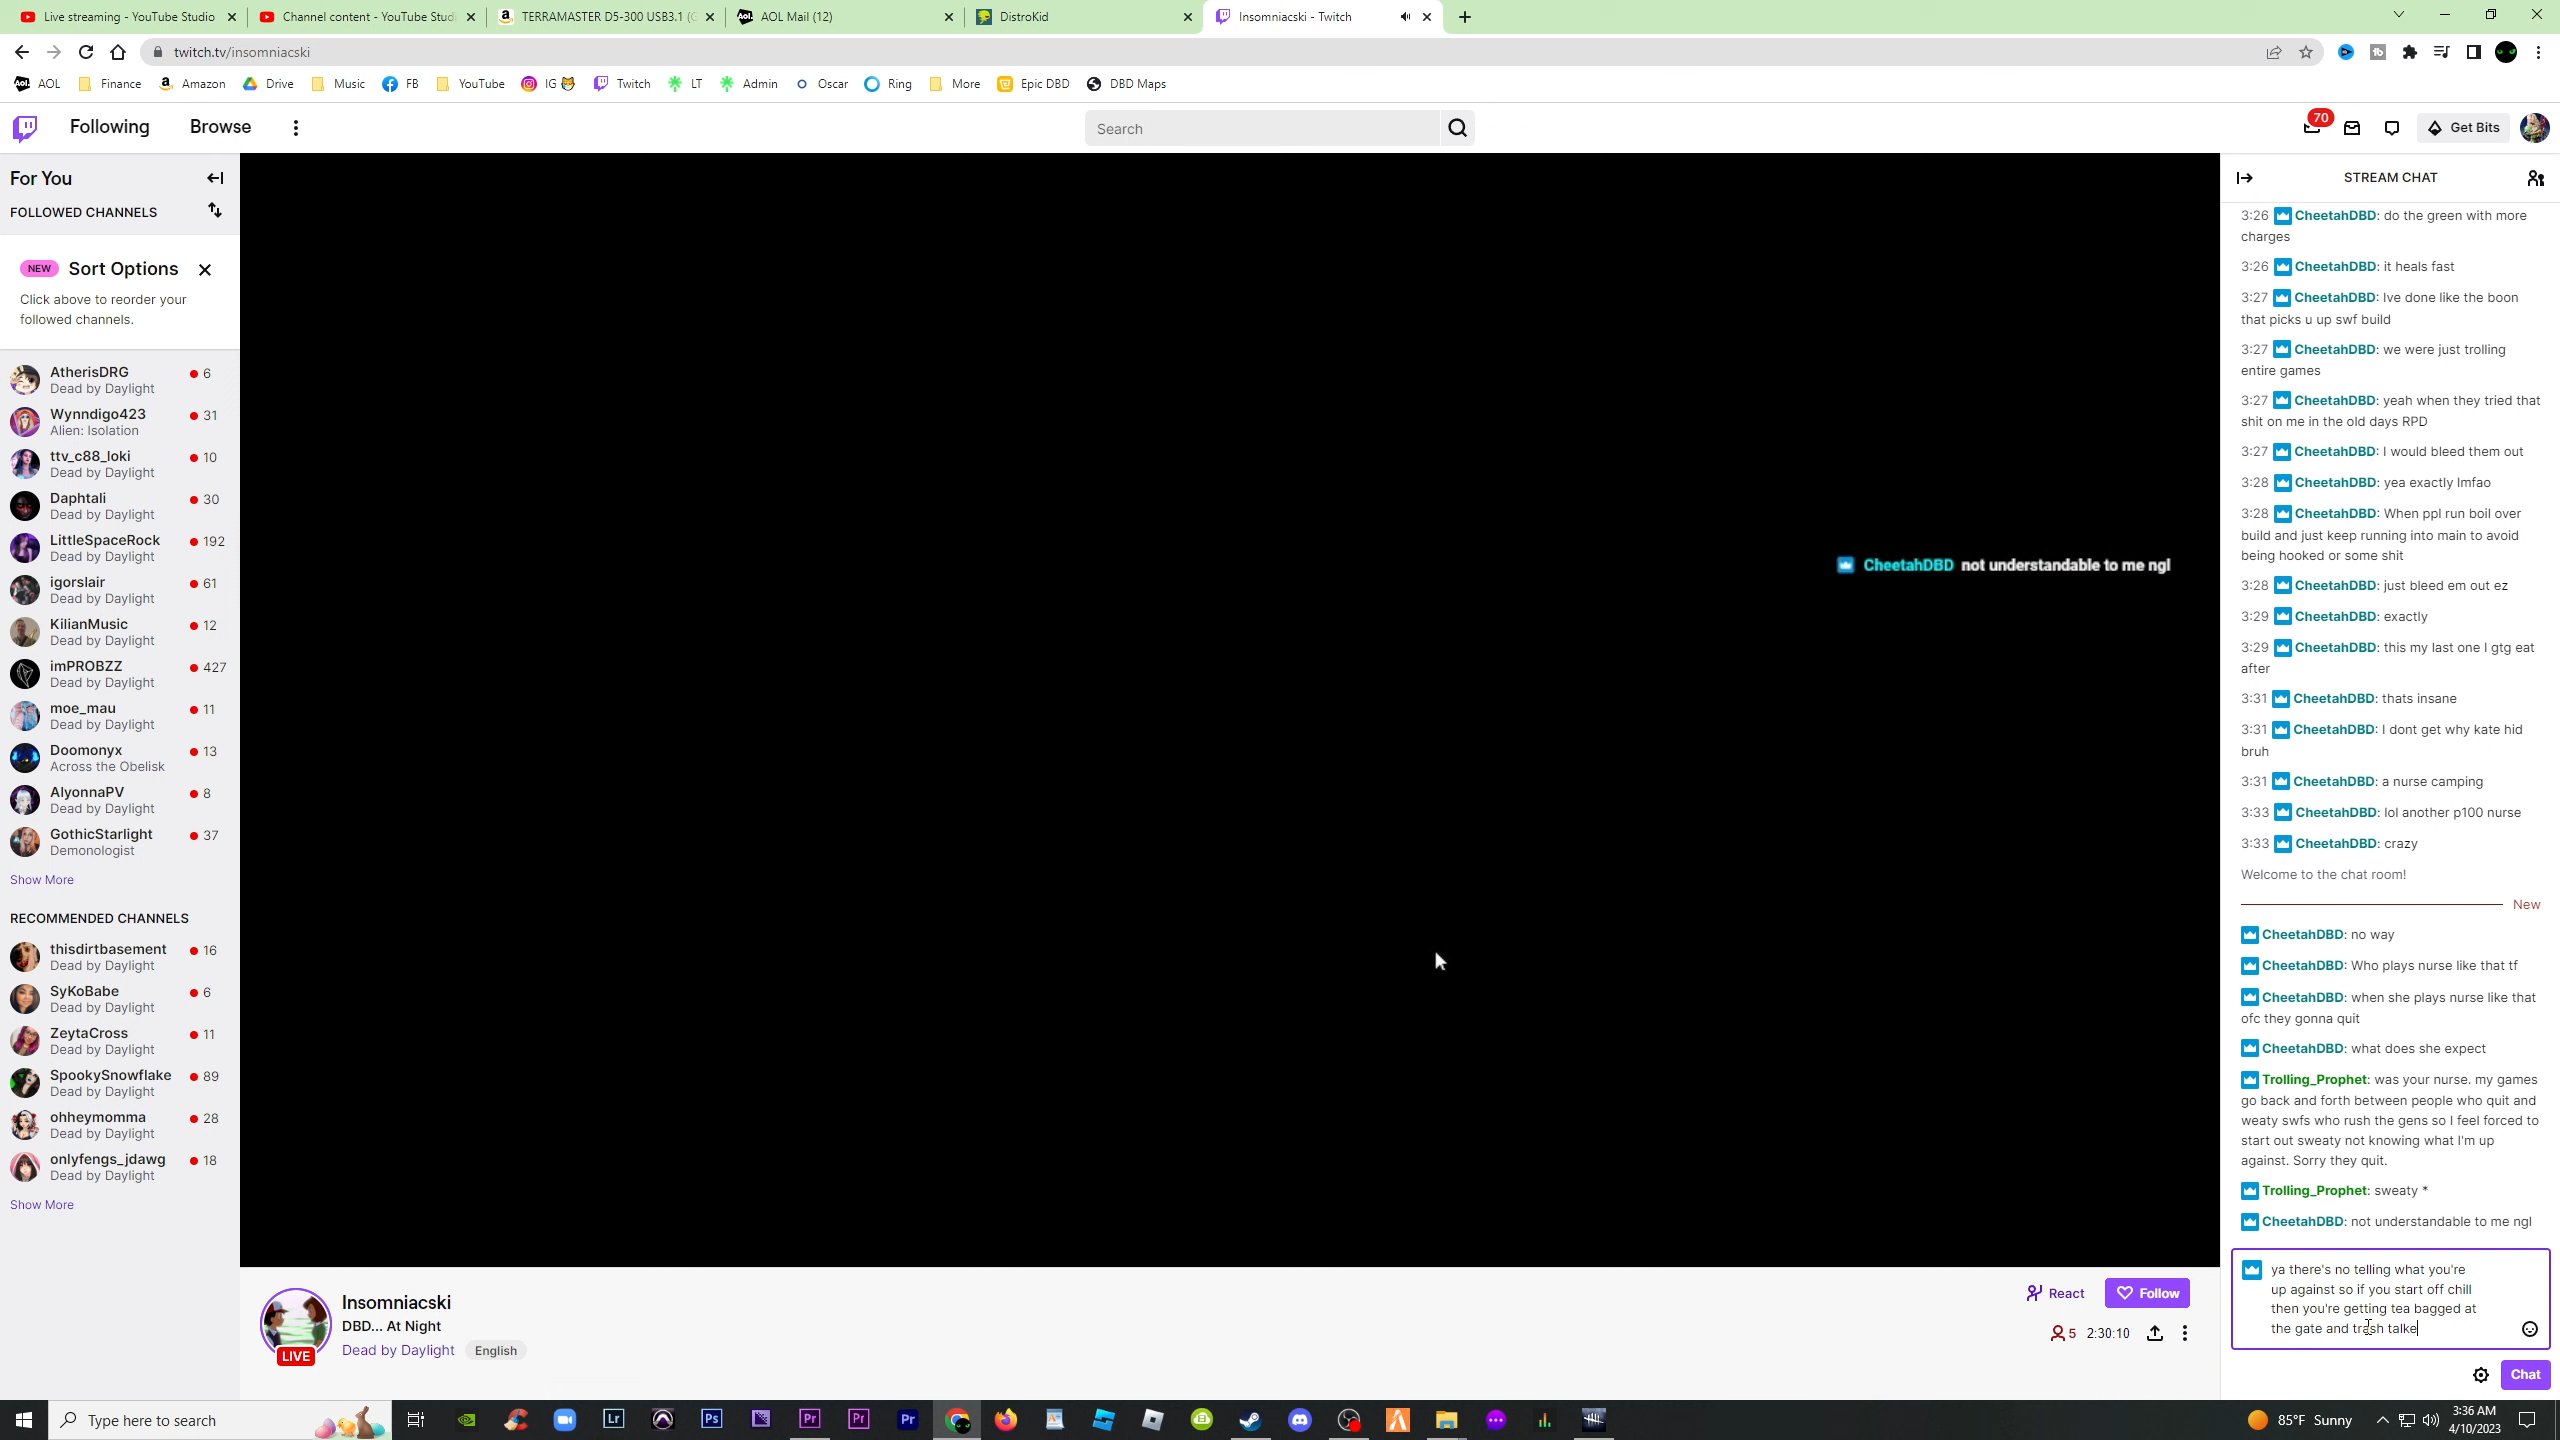 Live streaming - YouTube Studio
Channel content - YouTube Studi
TERRAMASTER D5-300 USB3.1 (G
AOL Mail (12)
DistroKid
Insomniacski - Twitch
twitch.tv/insomniacski
AOL Finance Amazon Drive Music FB YouTube IG Twitch LT Admin Oscar Ring More Epic DBD DBD Maps
Following Browse Search 70 Get Bits
For You
FOLLOWED CHANNELS
NEW Sort Options
Click above to reorder your
followed channels.
AtherisDRG 6
Dead by Daylight
Wynndigo423 31
Alien: Isolation
ttv_c88_loki 10
Dead by Daylight
Daphtali 30
Dead by Daylight
LittleSpaceRock 192
Dead by Daylight
igorslair 61
Dead by Daylight
KilianMusic 12
Dead by Daylight
imPROBZZ 427
Dead by Daylight
moe_mau 11
Dead by Daylight
Doomonyx 13
Across the Obelisk
AlyonnaPV 8
Dead by Daylight
GothicStarlight 37
Demonologist
Show More
RECOMMENDED CHANNELS
thisdirtbasement 16
Dead by Daylight
SyKoBabe 6
Dead by Daylight
ZeytaCross 11
Dead by Daylight
SpookySnowflake 89
Dead by Daylight
ohheymomma 28
Dead by Daylight
onlyfengs_jdawg 18
Dead by Daylight
Show More
CheetahDBD not understandable to me ngl
LIVE
Insomniacski
DBD... At Night
Dead by Daylight English
React Follow
5 2:30:10
STREAM CHAT
3:26 CheetahDBD: do the green with more
charges
3:26 CheetahDBD: it heals fast
3:27 CheetahDBD: Ive done like the boon
that picks u up swf build
3:27 CheetahDBD: we were just trolling
entire games
3:27 CheetahDBD: yeah when they tried that
shit on me in the old days RPD
3:27 CheetahDBD: I would bleed them out
3:28 CheetahDBD: yea exactly lmfao
3:28 CheetahDBD: When ppl run boil over
build and just keep running into main to avoid
being hooked or some shit
3:28 CheetahDBD: just bleed em out ez
3:29 CheetahDBD: exactly
3:29 CheetahDBD: this my last one I gtg eat
after
3:31 CheetahDBD: thats insane
3:31 CheetahDBD: I dont get why kate hid
bruh
3:31 CheetahDBD: a nurse camping
3:33 CheetahDBD: lol another p100 nurse
3:33 CheetahDBD: crazy
Welcome to the chat room!
New
CheetahDBD: no way
CheetahDBD: Who plays nurse like that tf
CheetahDBD: when she plays nurse like that
ofc they gonna quit
CheetahDBD: what does she expect
Trolling_Prophet: was your nurse. my games
go back and forth between people who quit and
weaty swfs who rush the gens so I feel forced to
start out sweaty not knowing what I'm up
against. Sorry they quit.
Trolling_Prophet: sweaty *
CheetahDBD: not understandable to me ngl
ya there's no telling what you're
up against so if you start off chill
then you're getting tea bagged at
the gate and trash talke
Chat
Type here to search
Lr Ps Pr Pr Pr
85°F Sunny
3:36 AM
4/10/2023